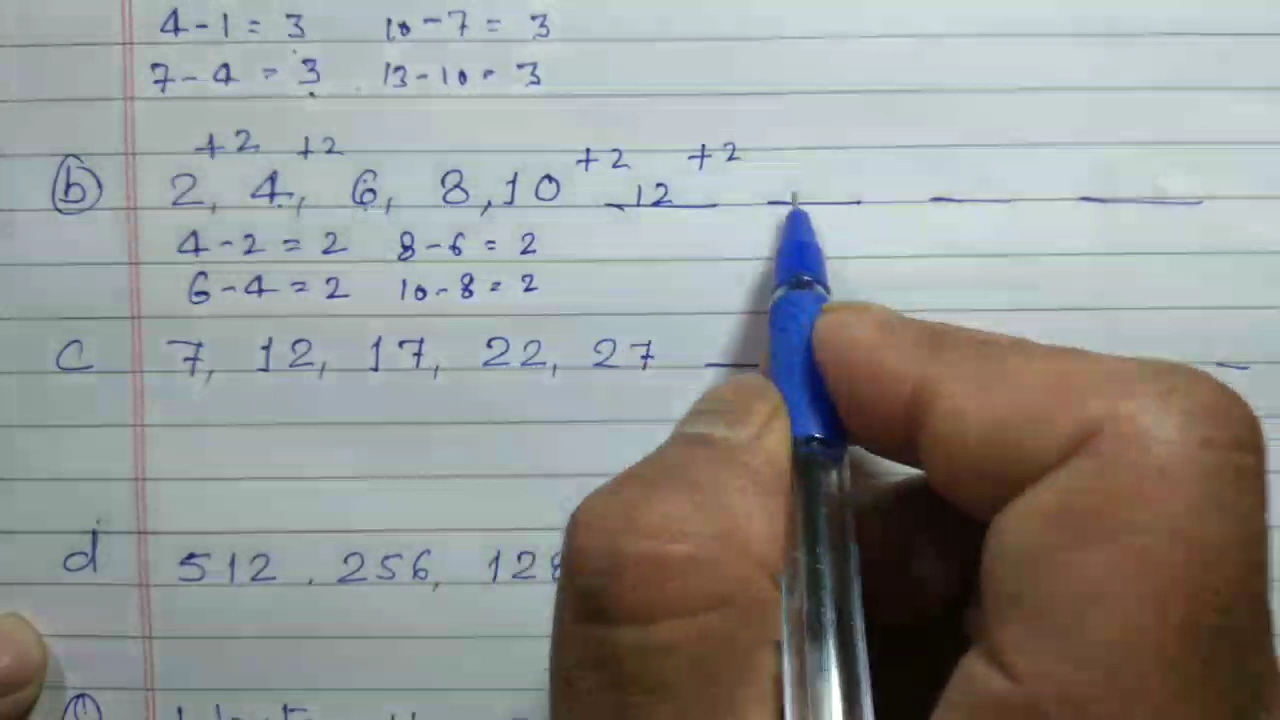 4 - 1 = 3 10 - 7 = 3
7 - 4 = 3 13 - 10 = 3
+2 +2 +2 +2
(b) 2, 4, 6, 8, 10 12
4 - 2 = 2 8 - 6 = 2
6 - 4 = 2 10 - 8 = 2
c 7, 12, 17, 22, 27
d 512 . 256, 128